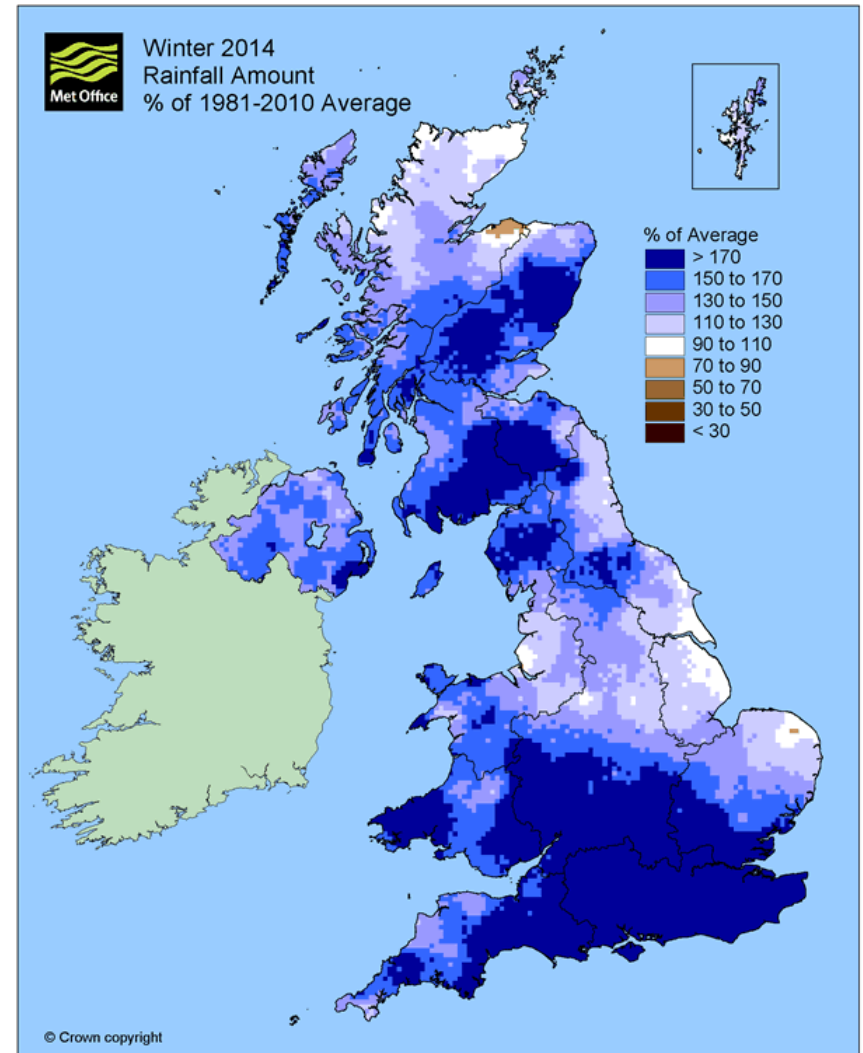 Met Office
Winter 2014
Rainfall Amount
% of 1981-2010 Average
% of Average
> 170
150 to 170
130 to 150
110 to 130
90 to 110
70 to 90
50 to 70
30 to 50
< 30
© Crown copyright